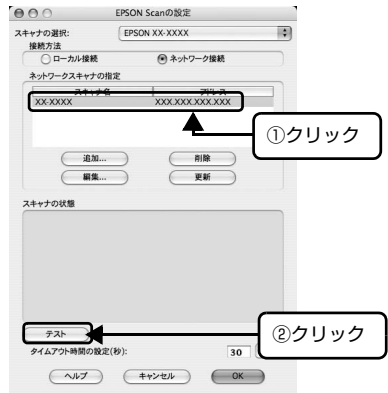 EPSON Scanの設定
スキャナの選択: EPSON XX-XXXX
接続方法
ローカル接続 ネットワーク接続
ネットワークスキャナの指定
スキャナ名 アドレス
XX-XXXX XXX.XXX.XXX.XXX
①クリック
追加... 削除
編集... 更新
スキャナの状態
テスト
②クリック
タイムアウト時間の設定(秒): 30
ヘルプ キャンセル OK